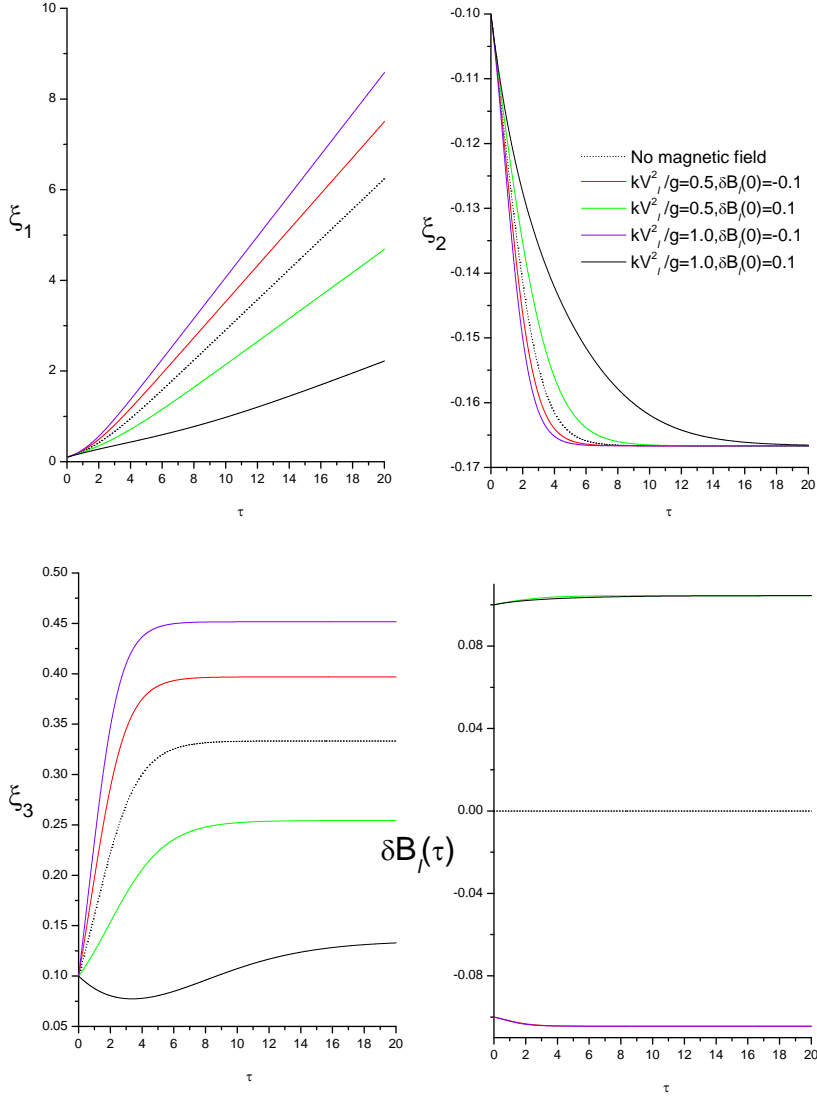 10
8
6
4
2
0
ξ1
0 2 4 6 8 10 12 14 16 18 20
τ
-0.10
-0.11
-0.12
-0.13
-0.14
-0.15
-0.16
-0.17
ξ2
No magnetic field
kV²l/g=0.5,δBl(0)=-0.1
kV²l/g=0.5,δBl(0)=0.1
kV²l/g=1.0,δBl(0)=-0.1
kV²l/g=1.0,δBl(0)=0.1
0 2 4 6 8 10 12 14 16 18 20
τ
0.50
0.45
0.40
0.35
0.30
0.25
0.20
0.15
0.10
0.05
ξ3
0 2 4 6 8 10 12 14 16 18 20
τ
0.08
0.04
0.00
-0.04
-0.08
δBl(τ)
0 2 4 6 8 10 12 14 16 18 20
τ